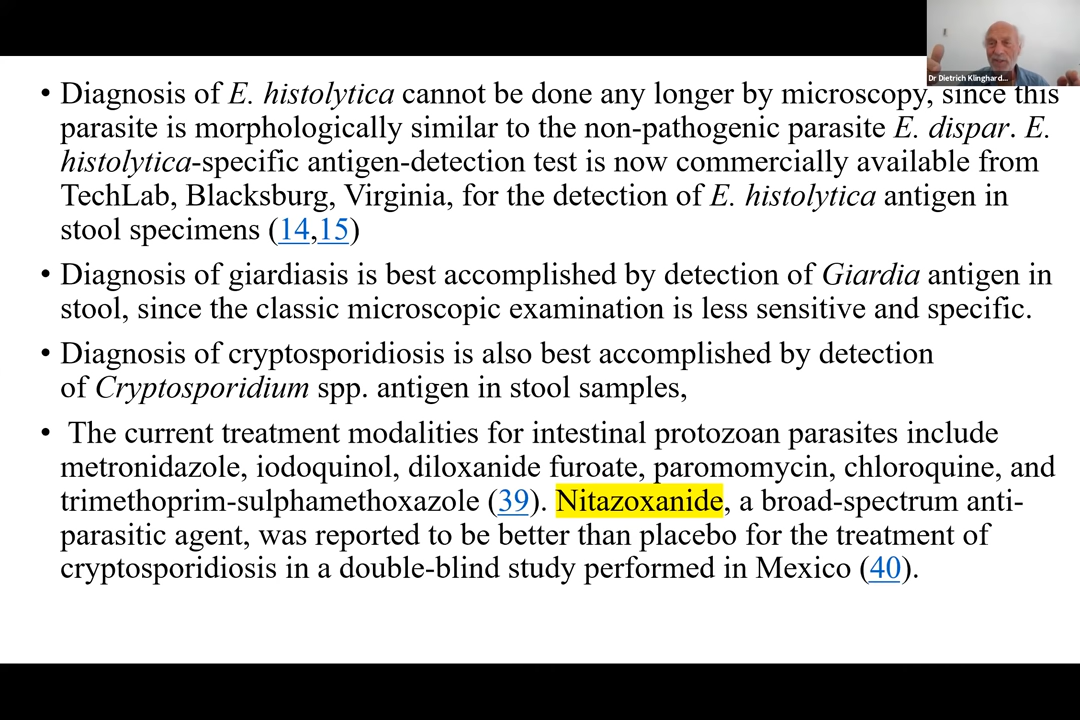 Dr Dietrich Klinghard...
• Diagnosis of E. histolytica cannot be done any longer by microscopy, since this
parasite is morphologically similar to the non-pathogenic parasite E. dispar. E.
histolytica-specific antigen-detection test is now commercially available from
TechLab, Blacksburg, Virginia, for the detection of E. histolytica antigen in
stool specimens (14,15)
• Diagnosis of giardiasis is best accomplished by detection of Giardia antigen in
stool, since the classic microscopic examination is less sensitive and specific.
• Diagnosis of cryptosporidiosis is also best accomplished by detection
of Cryptosporidium spp. antigen in stool samples,
• The current treatment modalities for intestinal protozoan parasites include
metronidazole, iodoquinol, diloxanide furoate, paromomycin, chloroquine, and
trimethoprim-sulphamethoxazole (39). Nitazoxanide, a broad-spectrum anti-
parasitic agent, was reported to be better than placebo for the treatment of
cryptosporidiosis in a double-blind study performed in Mexico (40).